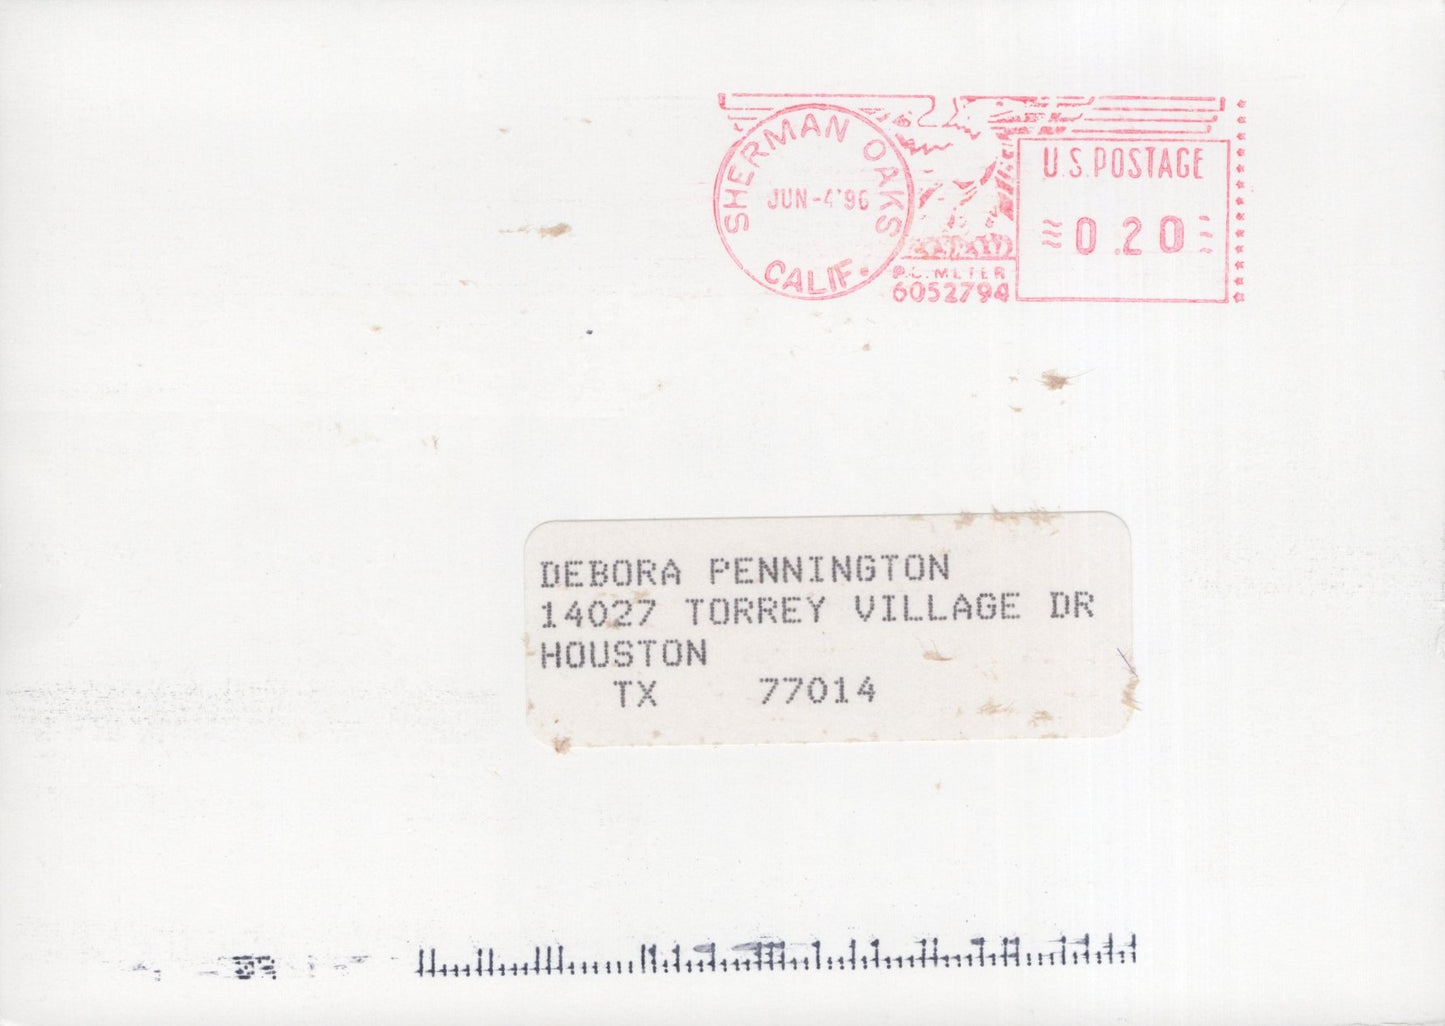 SHERMAN OAKS
JUN-4'96
CALIF.
P.B. METER
6052794
U.S. POSTAGE
0.20
DEBORA PENNINGTON
14027 TORREY VILLAGE DR
HOUSTON
TX 77014